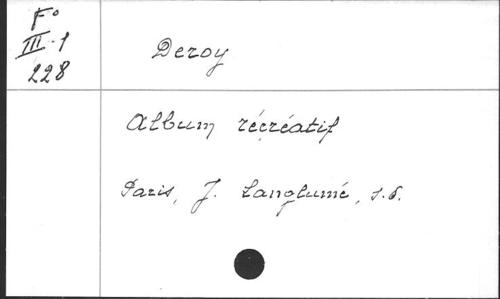 F°
III.1
228
Deroy
Album récréatif
Paris, J. Langlumé, s.d.